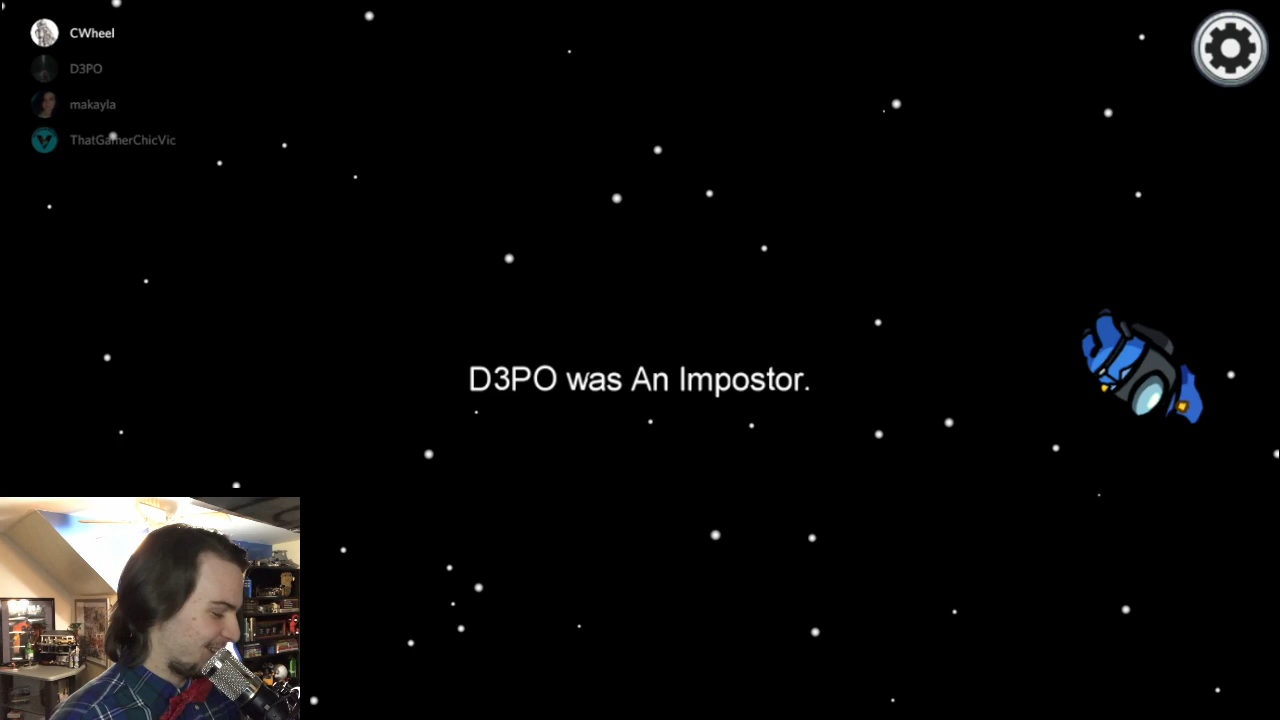 CWheel
D3PO
makayla
ThatGamerChicVic
D3PO was An Impostor.